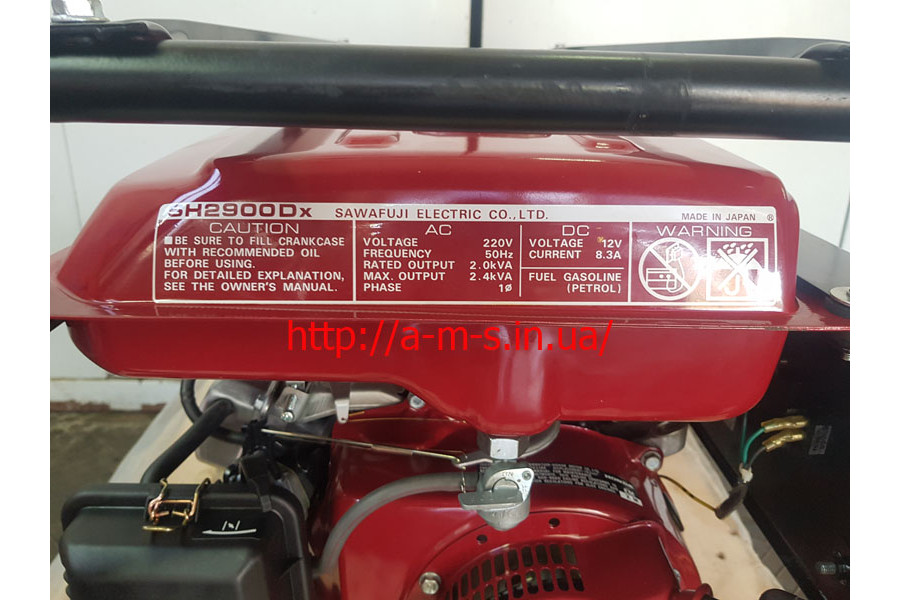 SH2900Dx SAWAFUJI ELECTRIC CO.,LTD. MADE IN JAPAN ®
CAUTION
■BE SURE TO FILL CRANKCASE
WITH RECOMMENDED OIL
BEFORE USING.
FOR DETAILED EXPLANATION,
SEE THE OWNER'S MANUAL.
AC
VOLTAGE 220V
FREQUENCY 50Hz
RATED OUTPUT 2.0kVA
MAX. OUTPUT 2.4kVA
PHASE 1Ø
DC
VOLTAGE 12V
CURRENT 8.3A
FUEL GASOLINE
(PETROL)
WARNING
http://a-m-s.in.ua/